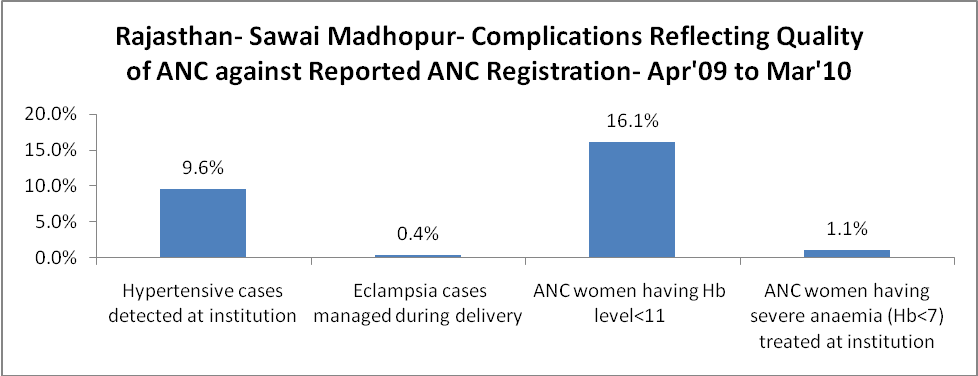 Rajasthan- Sawai Madhopur- Complications Reflecting Quality
of ANC against Reported ANC Registration- Apr'09 to Mar'10
20.0%
15.0%
10.0%
5.0%
0.0%
9.6%
0.4%
16.1%
1.1%
Hypertensive cases
detected at institution
Eclampsia cases
managed during delivery
ANC women having Hb
level<11
ANC women having
severe anaemia (Hb<7)
treated at institution